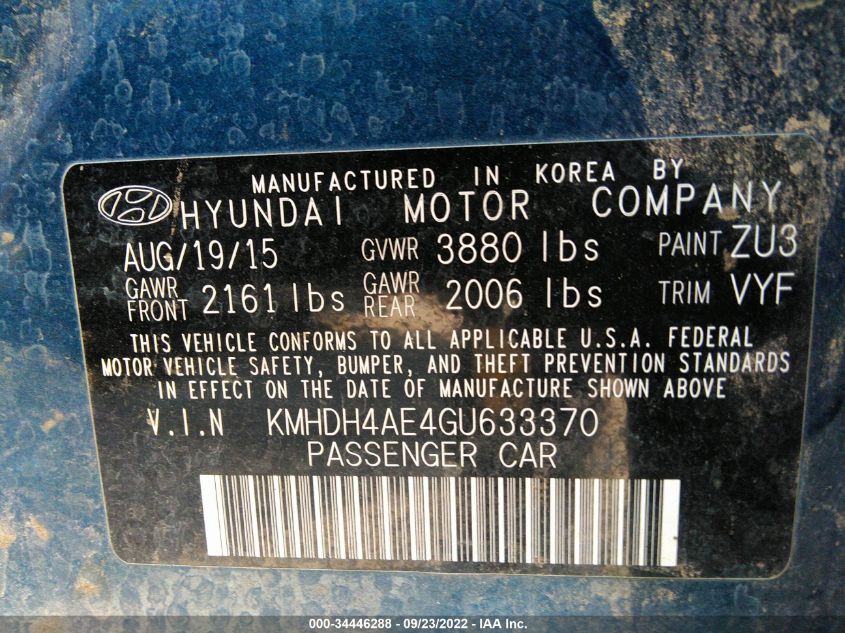 MANUFACTURED IN KOREA BY
HYUNDAI MOTOR COMPANY
AUG/19/15 GVWR 3880 lbs PAINT ZU3
GAWR FRONT 2161 lbs GAWR REAR 2006 lbs TRIM VYF
THIS VEHICLE CONFORMS TO ALL APPLICABLE U.S.A. FEDERAL
MOTOR VEHICLE SAFETY, BUMPER, AND THEFT PREVENTION STANDARDS
IN EFFECT ON THE DATE OF MANUFACTURE SHOWN ABOVE
V.I.N KMHDH4AE4GU633370
PASSENGER CAR
000-34446288 - 09/23/2022 - IAA Inc.